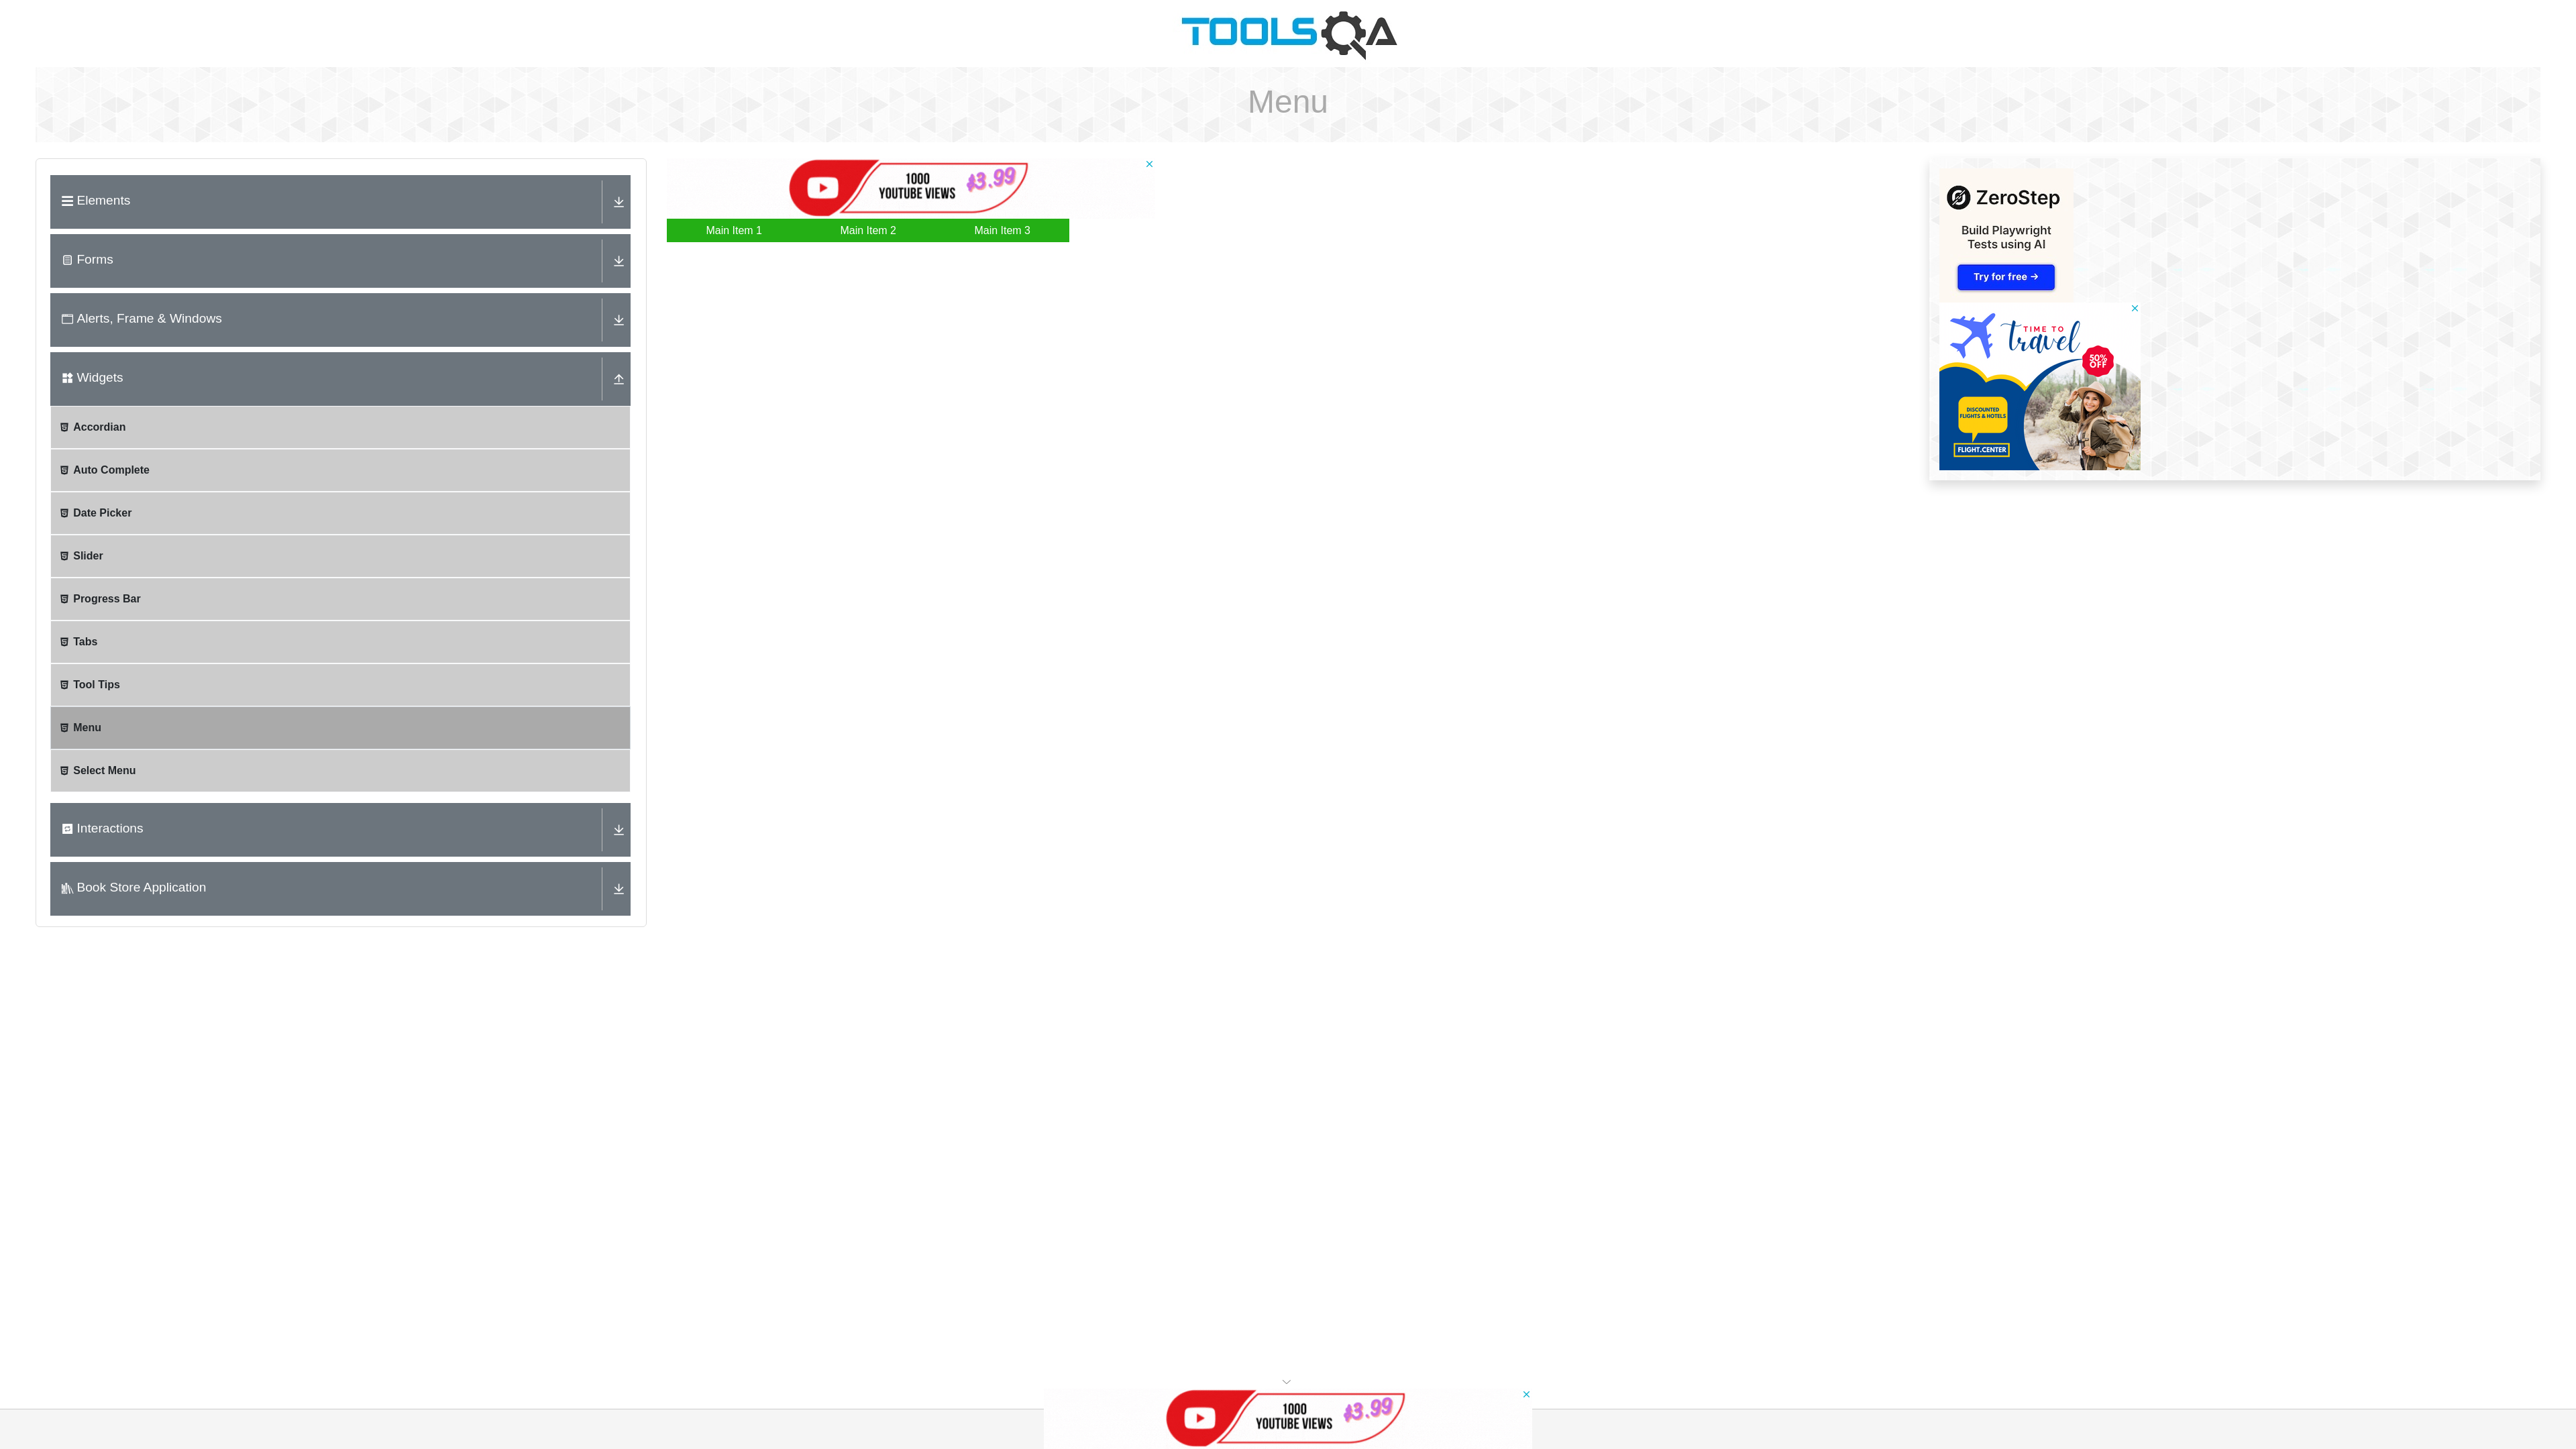 TOOLSQA
Menu
Elements
Forms
Alerts, Frame & Windows
Widgets
Accordian
Auto Complete
Date Picker
Slider
Progress Bar
Tabs
Tool Tips
Menu
Select Menu
Interactions
Book Store Application
1000
YOUTUBE VIEWS
$3.99
Main Item 1
Main Item 2
Main Item 3
ZeroStep
Build Playwright
Tests using AI
Try for free →
TIME TO
travel
50%
OFF
DISCOUNTED
FLIGHTS & HOTELS
FLIGHT.CENTER
1000
YOUTUBE VIEWS
$3.99